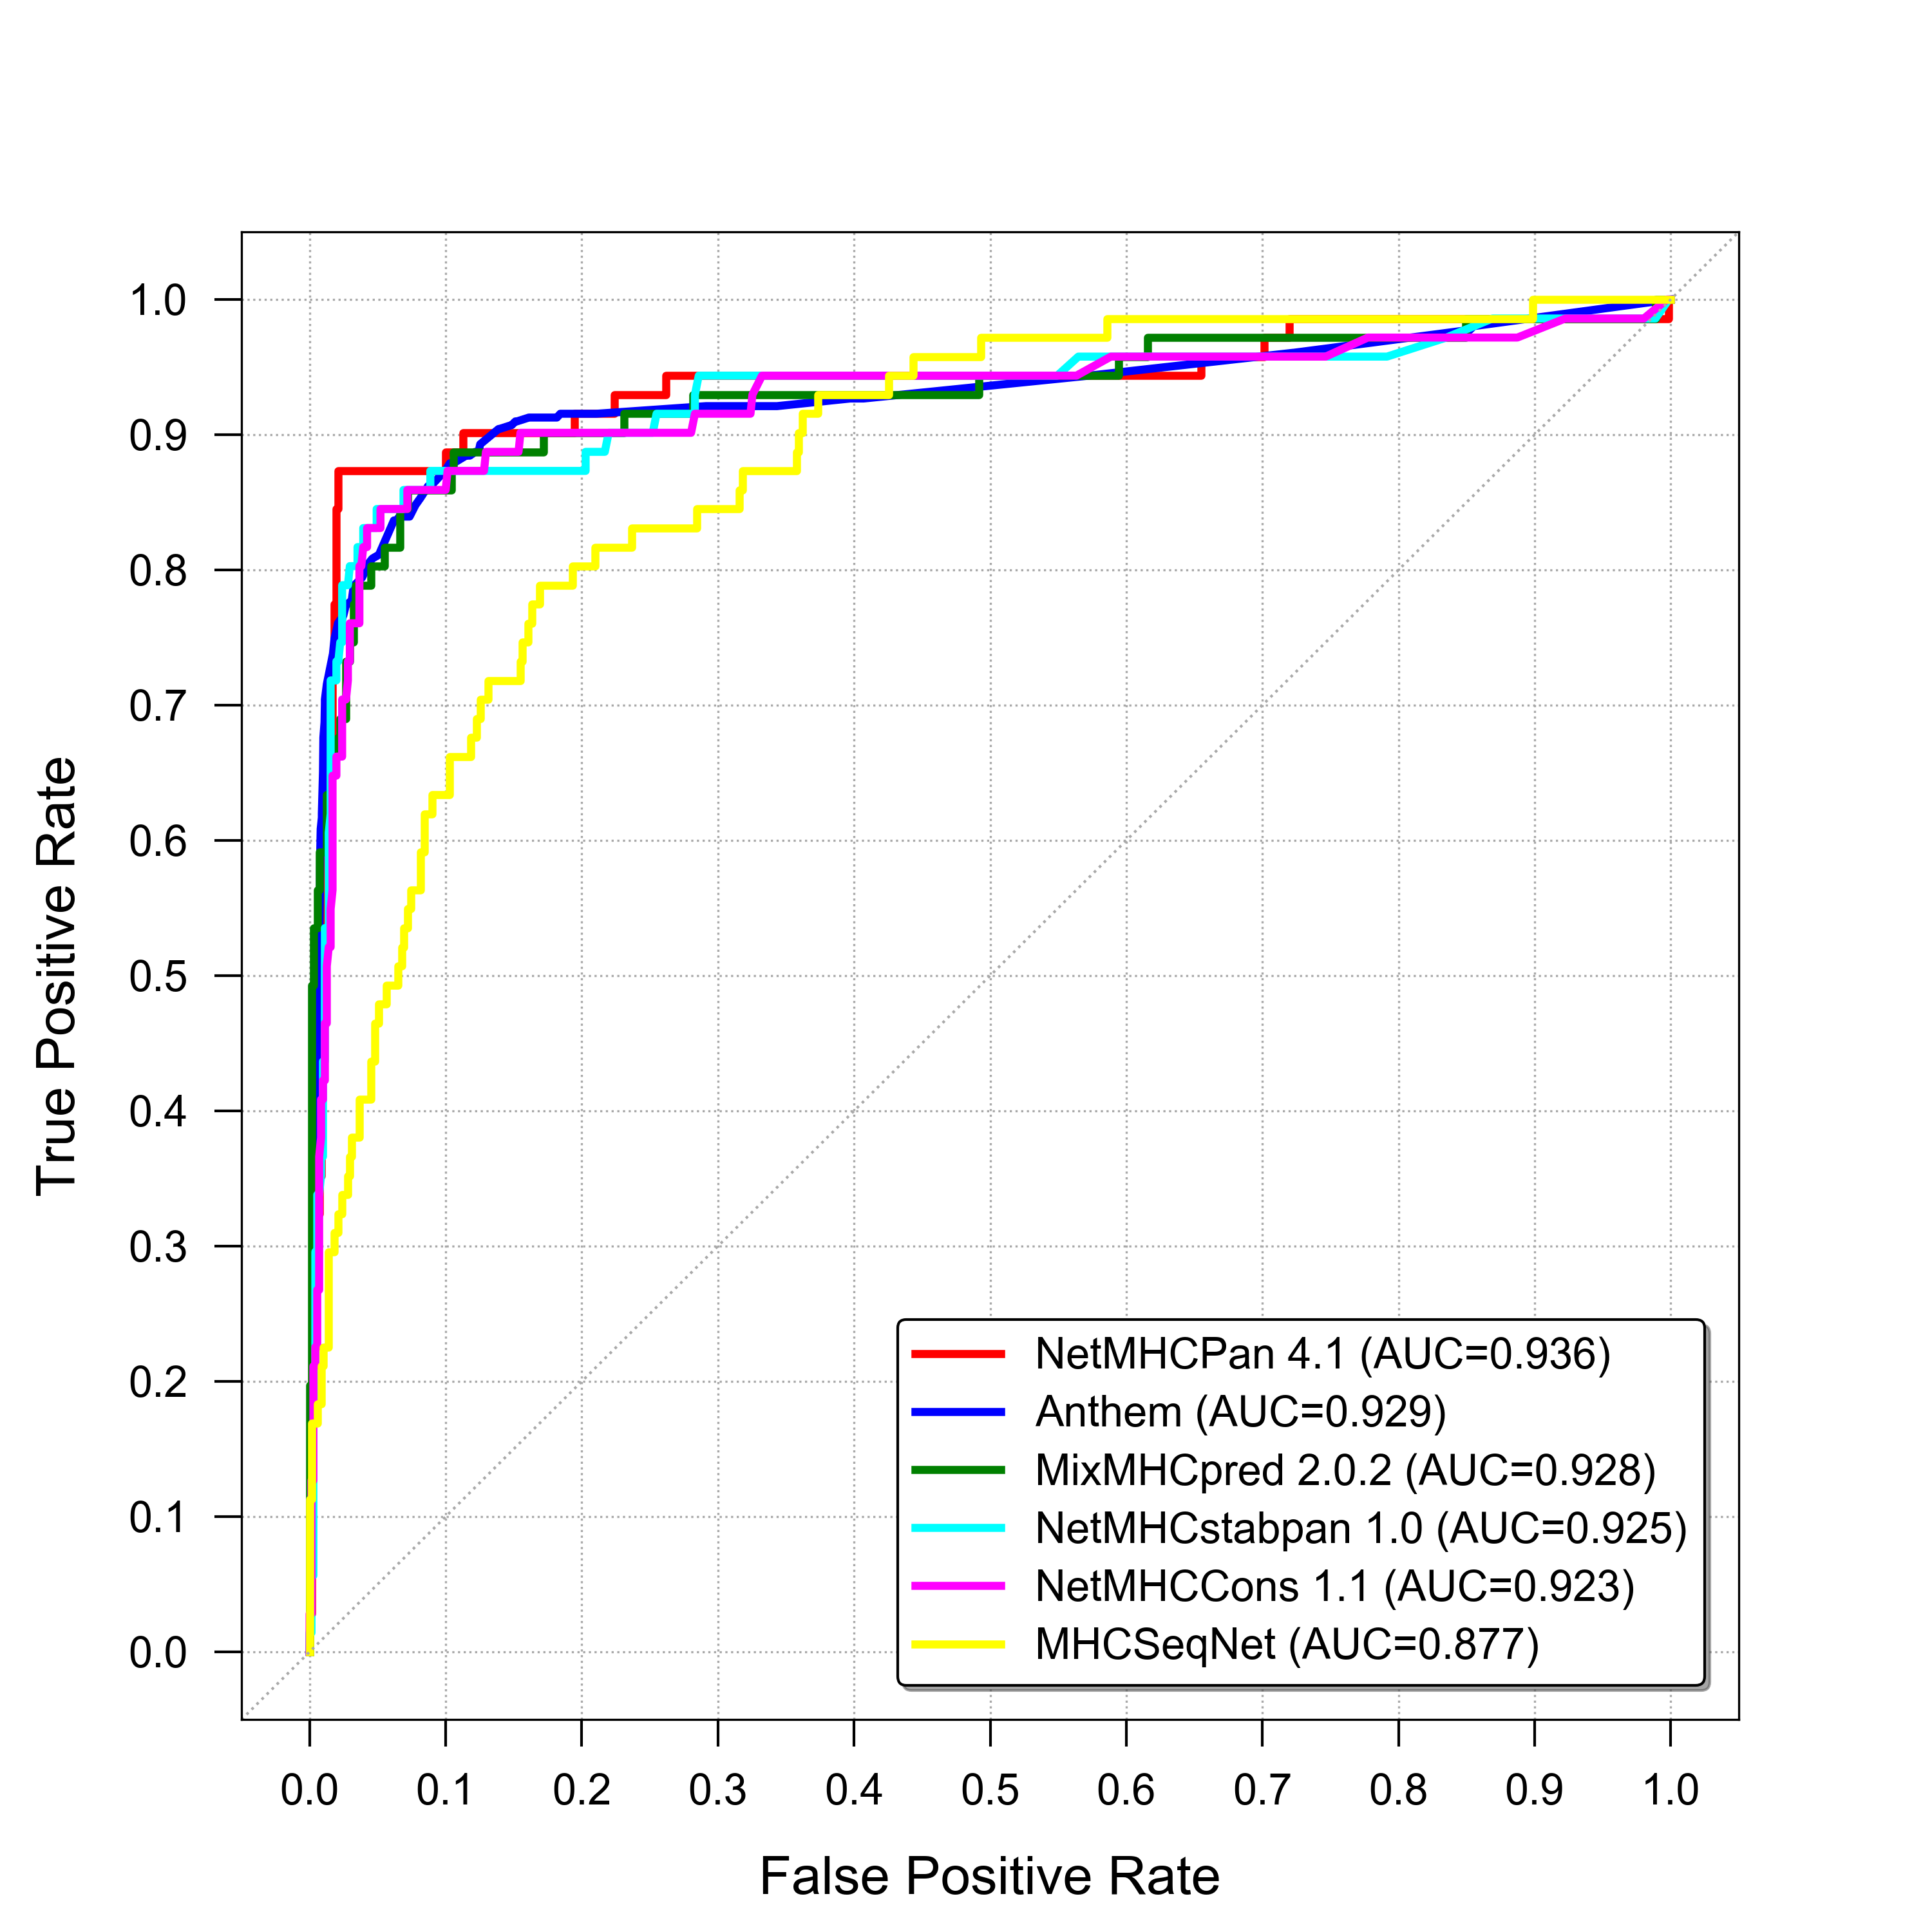 1.0
0.9
0.8
0.7
0.6
0.5
0.4
0.3
0.2
0.1
0.0
True Positive Rate
NetMHCPan 4.1 (AUC=0.936)
Anthem (AUC=0.929)
MixMHCpred 2.0.2 (AUC=0.928)
NetMHCstabpan 1.0 (AUC=0.925)
NetMHCCons 1.1 (AUC=0.923)
MHCSeqNet (AUC=0.877)
0.0 0.1 0.2 0.3 0.4 0.5 0.6 0.7 0.8 0.9 1.0
False Positive Rate